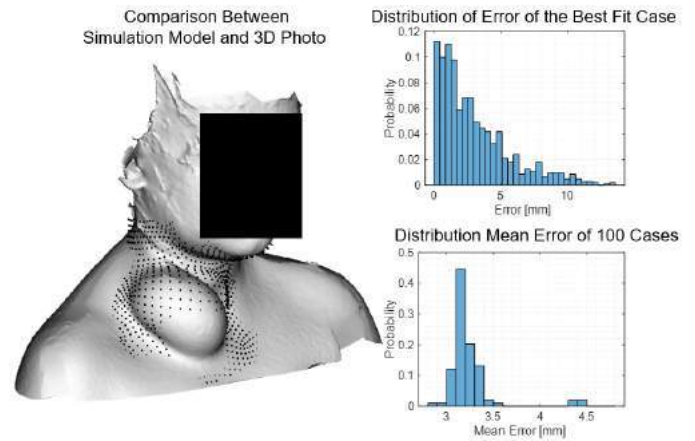 Comparison Between
Simulation Model and 3D Photo
Distribution of Error of the Best Fit Case
0.12
0.1
0.08
0.06
0.04
0.02
0
Probability
0 5 10
Error [mm]
Distribution Mean Error of 100 Cases
0.5
0.4
0.3
0.2
0.1
0
Probability
3 3.5 4 4.5
Mean Error [mm]